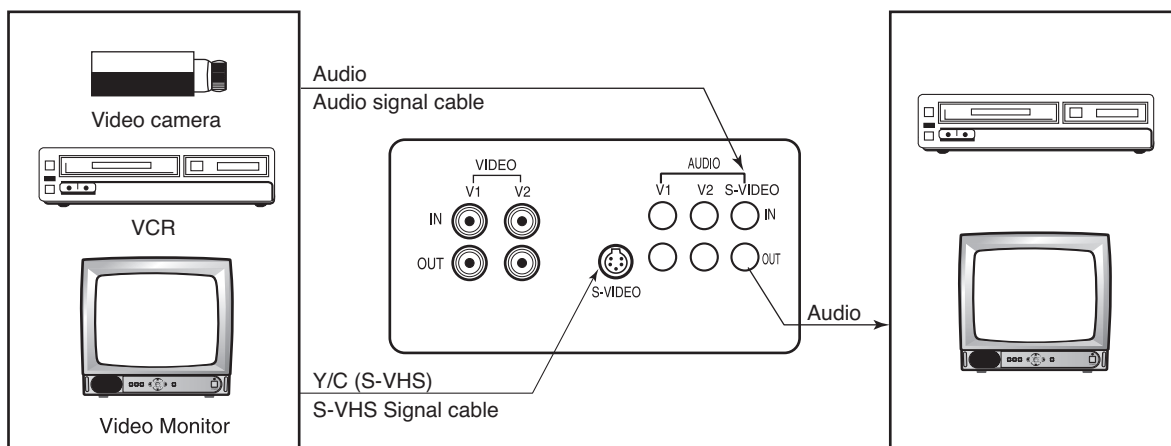 Video camera
VCR
Video Monitor
Audio
Audio signal cable
VIDEO
V1 V2
IN
OUT
AUDIO
V1 V2 S-VIDEO
IN
OUT
S-VIDEO
Y/C (S-VHS)
S-VHS Signal cable
Audio